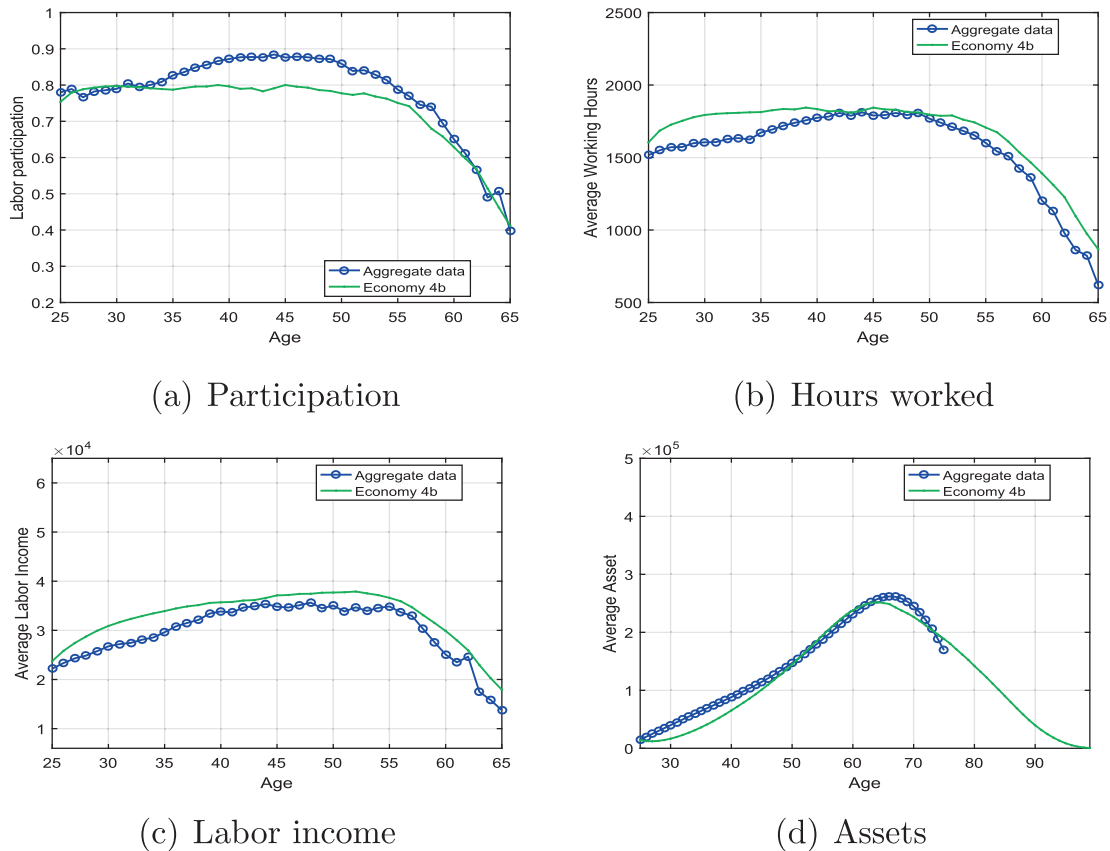 1
0.9
0.8
0.7
0.6
0.5
0.4
0.3
0.2
Labor participation
Aggregate data
Economy 4b
25 30 35 40 45 50 55 60 65
Age
(a) Participation
2500
2000
1500
1000
500
Average Working Hours
Aggregate data
Economy 4b
25 30 35 40 45 50 55 60 65
Age
(b) Hours worked
×10⁴
6
5
4
3
2
1
Average Labor Income
Aggregate data
Economy 4b
25 30 35 40 45 50 55 60 65
Age
(c) Labor income
×10⁵
5
4
3
2
1
0
Average Asset
Aggregate data
Economy 4b
30 40 50 60 70 80 90
Age
(d) Assets